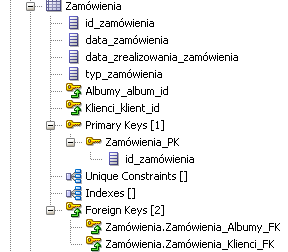 Zamówienia
id_zamówienia
data_zamówienia
data_zrealizowania_zamówienia
typ_zamówienia
Albumy_album_id
Klienci_klient_id
Primary Keys [1]
Zamówienia_PK
id_zamówienia
Unique Constraints []
Indexes []
Foreign Keys [2]
Zamówienia.Zamówienia_Albumy_FK
Zamówienia.Zamówienia_Klienci_FK